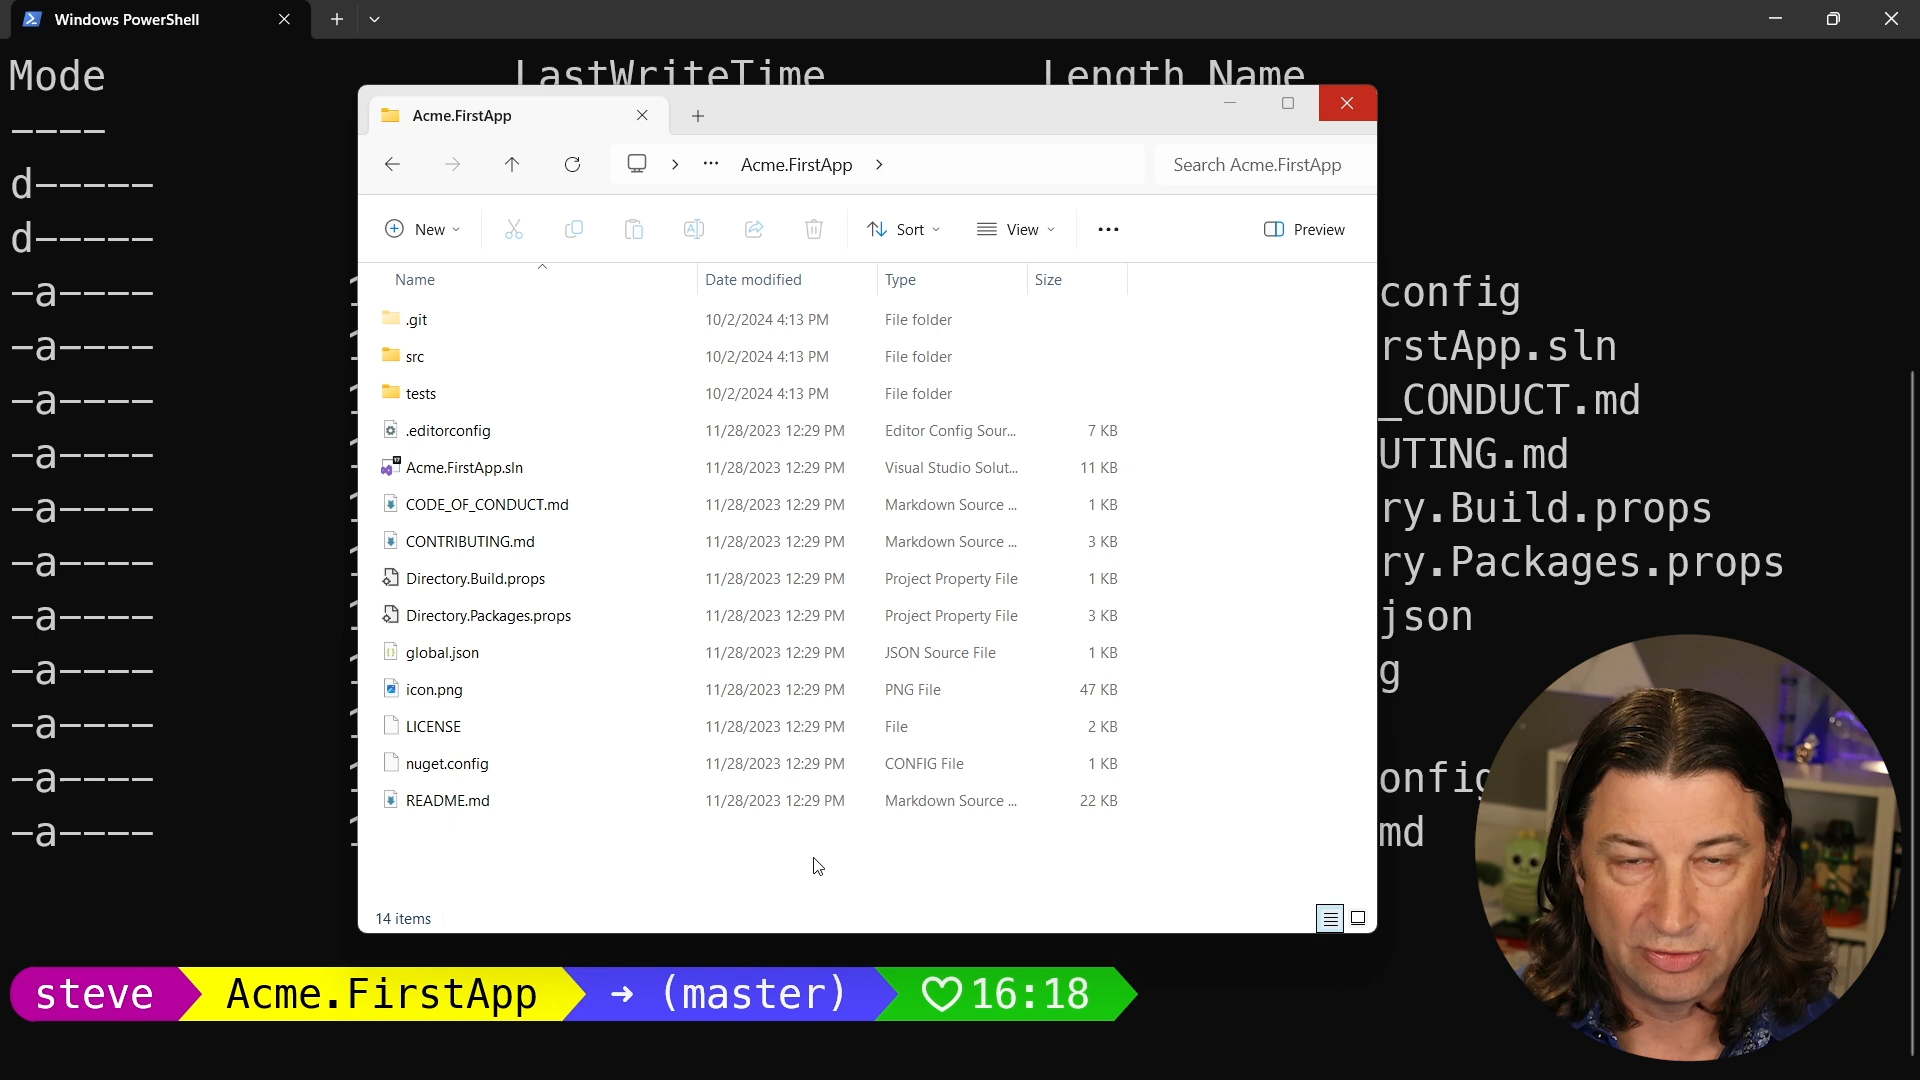 Windows PowerShell
Mode LastWriteTime Length Name
----
d-----
d-----
-a----
-a----
-a----
-a----
-a----
-a----
-a----
-a----
-a----
-a----
-a----
config
rstApp.sln
_CONDUCT.md
UTING.md
ry.Build.props
ry.Packages.props
json
g
onfig
md
Acme.FirstApp
Acme.FirstApp
Search Acme.FirstApp
New Sort View Preview
Name Date modified Type Size
.git 10/2/2024 4:13 PM File folder
src 10/2/2024 4:13 PM File folder
tests 10/2/2024 4:13 PM File folder
.editorconfig 11/28/2023 12:29 PM Editor Config Sour... 7 KB
Acme.FirstApp.sln 11/28/2023 12:29 PM Visual Studio Solut... 11 KB
CODE_OF_CONDUCT.md 11/28/2023 12:29 PM Markdown Source ... 1 KB
CONTRIBUTING.md 11/28/2023 12:29 PM Markdown Source ... 3 KB
Directory.Build.props 11/28/2023 12:29 PM Project Property File 1 KB
Directory.Packages.props 11/28/2023 12:29 PM Project Property File 3 KB
global.json 11/28/2023 12:29 PM JSON Source File 1 KB
icon.png 11/28/2023 12:29 PM PNG File 47 KB
LICENSE 11/28/2023 12:29 PM File 2 KB
nuget.config 11/28/2023 12:29 PM CONFIG File 1 KB
README.md 11/28/2023 12:29 PM Markdown Source ... 22 KB
14 items
steve Acme.FirstApp → (master) ♡ 16:18